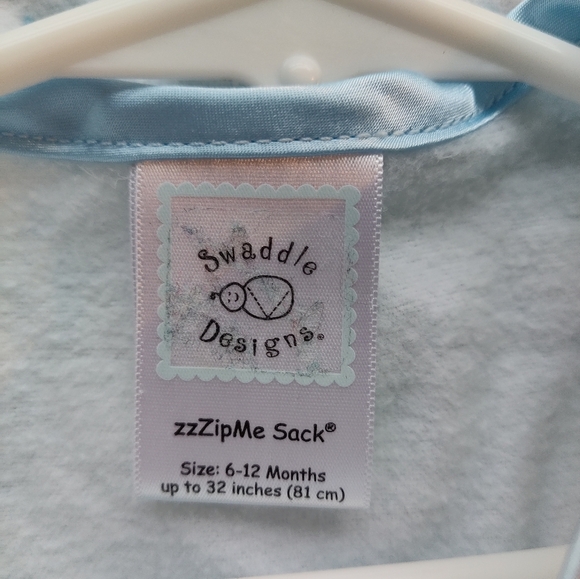 Swaddle
Designs®
zzZipMe Sack®
Size: 6-12 Months
up to 32 inches (81 cm)